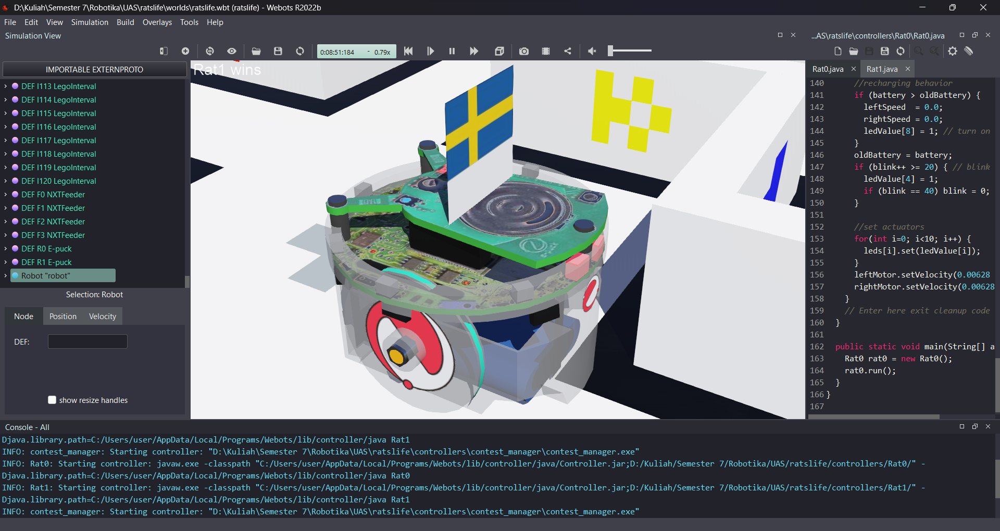 D:\Kuliah\Semester 7\Robotika\UAS\ratslife\worlds\ratslife.wbt (ratslife) - Webots R2022b
File Edit View Simulation Build Overlays Tools Help
Simulation View
...AS\ratslife\controllers\Rat0\Rat0.java
0:08:51:184 - 0.79x
IMPORTABLE EXTERNPROTO
DEF I113 LegoInterval
DEF I114 LegoInterval
DEF I115 LegoInterval
DEF I116 LegoInterval
DEF I117 LegoInterval
DEF I118 LegoInterval
DEF I119 LegoInterval
DEF I120 LegoInterval
DEF F0 NXTFeeder
DEF F1 NXTFeeder
DEF F2 NXTFeeder
DEF F3 NXTFeeder
DEF R0 E-puck
DEF R1 E-puck
Robot "robot"
Selection: Robot
Node Position Velocity
DEF:
show resize handles
Rat1 wins
Rat0.java Rat1.java
140 //recharging behavior
141 if (battery > oldBattery) {
142 leftSpeed  = 0.0;
143 rightSpeed = 0.0;
144 ledValue[8] = 1; // turn on
145 }
146 oldBattery = battery;
147 if (blink++ >= 20) { // blink
148 ledValue[4] = 1;
149 if (blink == 40) blink = 0;
150 }
151
152 //set actuators
153 for(int i=0; i<10; i++) {
154 leds[i].set(ledValue[i]);
155 }
156 leftMotor.setVelocity(0.00628
157 rightMotor.setVelocity(0.00628
158 }
159 // Enter here exit cleanup code
160 }
161
162 public static void main(String[] a
163 Rat0 rat0 = new Rat0();
164 rat0.run();
165 }
166 }
167
Console - All
Djava.library.path=C:/Users/user/AppData/Local/Programs/Webots/lib/controller/java Rat1
INFO: contest_manager: Starting controller: "D:\Kuliah\Semester 7\Robotika\UAS\ratslife\controllers\contest_manager\contest_manager.exe"
INFO: Rat0: Starting controller: javaw.exe -classpath "C:/Users/user/AppData/Local/Programs/Webots/lib/controller/java/Controller.jar;D:/Kuliah/Semester 7/Robotika/UAS/ratslife/controllers/Rat0/" -
Djava.library.path=C:/Users/user/AppData/Local/Programs/Webots/lib/controller/java Rat0
INFO: Rat1: Starting controller: javaw.exe -classpath "C:/Users/user/AppData/Local/Programs/Webots/lib/controller/java/Controller.jar;D:/Kuliah/Semester 7/Robotika/UAS/ratslife/controllers/Rat1/" -
Djava.library.path=C:/Users/user/AppData/Local/Programs/Webots/lib/controller/java Rat1
INFO: contest_manager: Starting controller: "D:\Kuliah\Semester 7\Robotika\UAS\ratslife\controllers\contest_manager\contest_manager.exe"